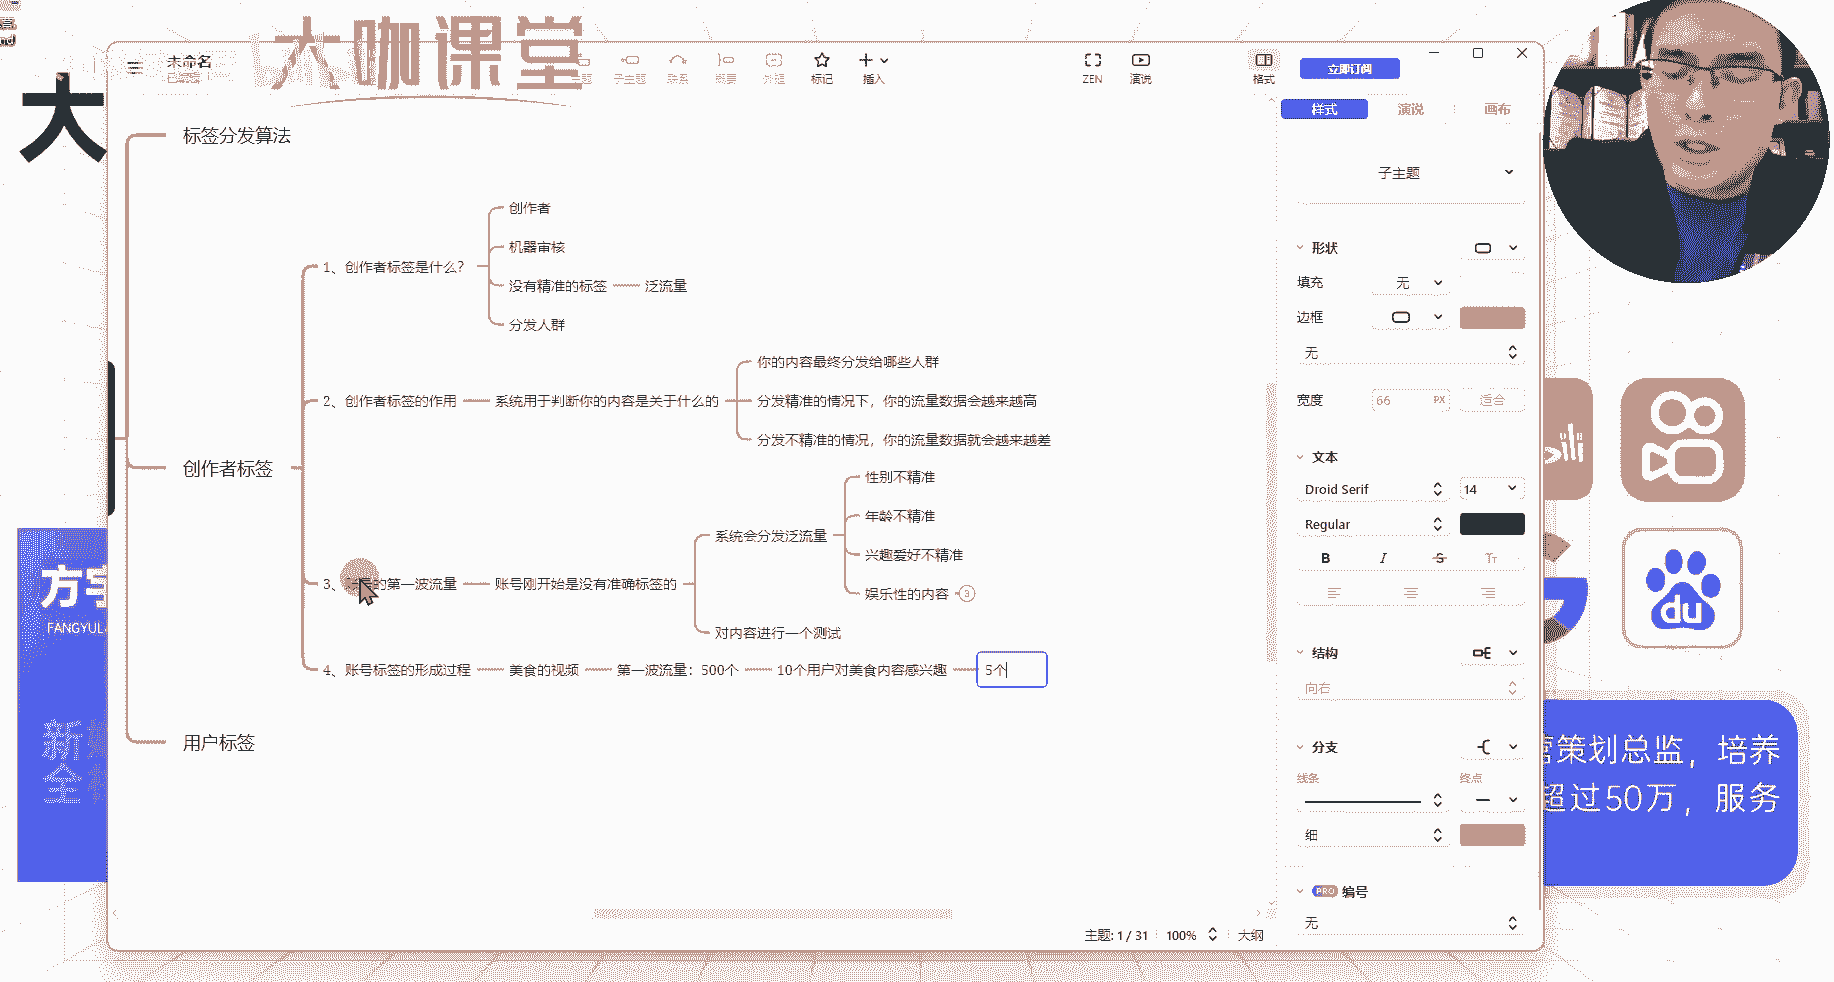 大咖课堂
未命名
子主题
联系
概要
外框
标记
插入
ZEN
演说
格式
立即订阅
样式
演说
画布
大
标签分发算法
创作者
机器审核
1、创作者标签是什么?
没有精准的标签
泛流量
分发人群
你的内容最终分发给哪些人群
2、创作者标签的作用
系统用于判断你的内容是关于什么的
分发精准的情况下，你的流量数据会越来越高
分发不精准的情况，你的流量数据就会越来越差
创作者标签
性别不精准
年龄不精准
系统会分发泛流量
兴趣爱好不精准
3、
的第一波流量
账号刚开始是没有准确标签的
娱乐性的内容
3
对内容进行一个测试
4、账号标签的形成过程
美食的视频
第一波流量：500个
10个用户对美食内容感兴趣
5个
用户标签
子主题
形状
填充
无
边框
无
宽度
66
PX
适合
文本
Droid Serif
14
Regular
B
I
S
Tт
结构
向右
分支
线条
终点
细
PRO
编号
无
主题: 1 / 31
100%
大纲
方宇
FANGYUL
新
全
du
营策划总监，培养
超过50万，服务